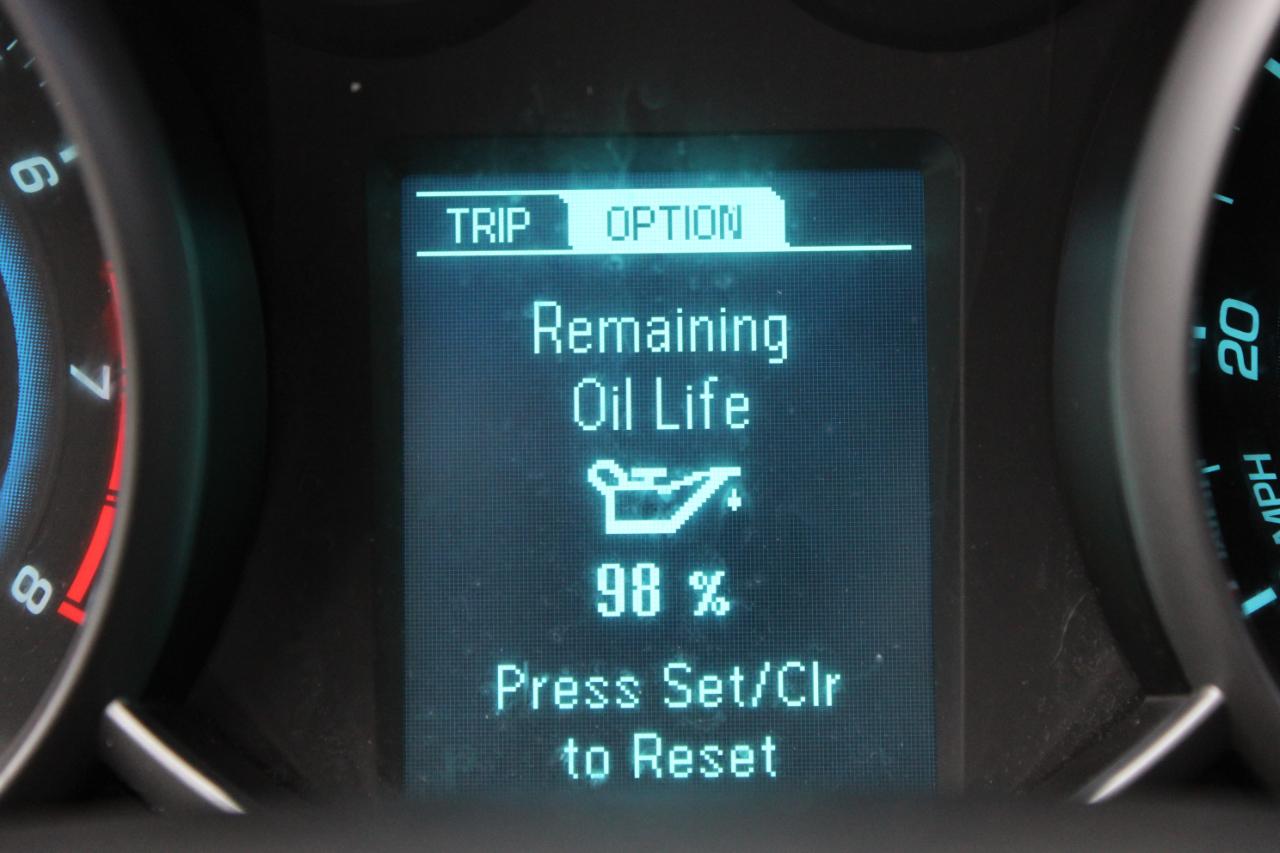 TRIP OPTION
Remaining
Oil Life
98 %
Press Set/Clr
to Reset
6
7
8
20
MPH